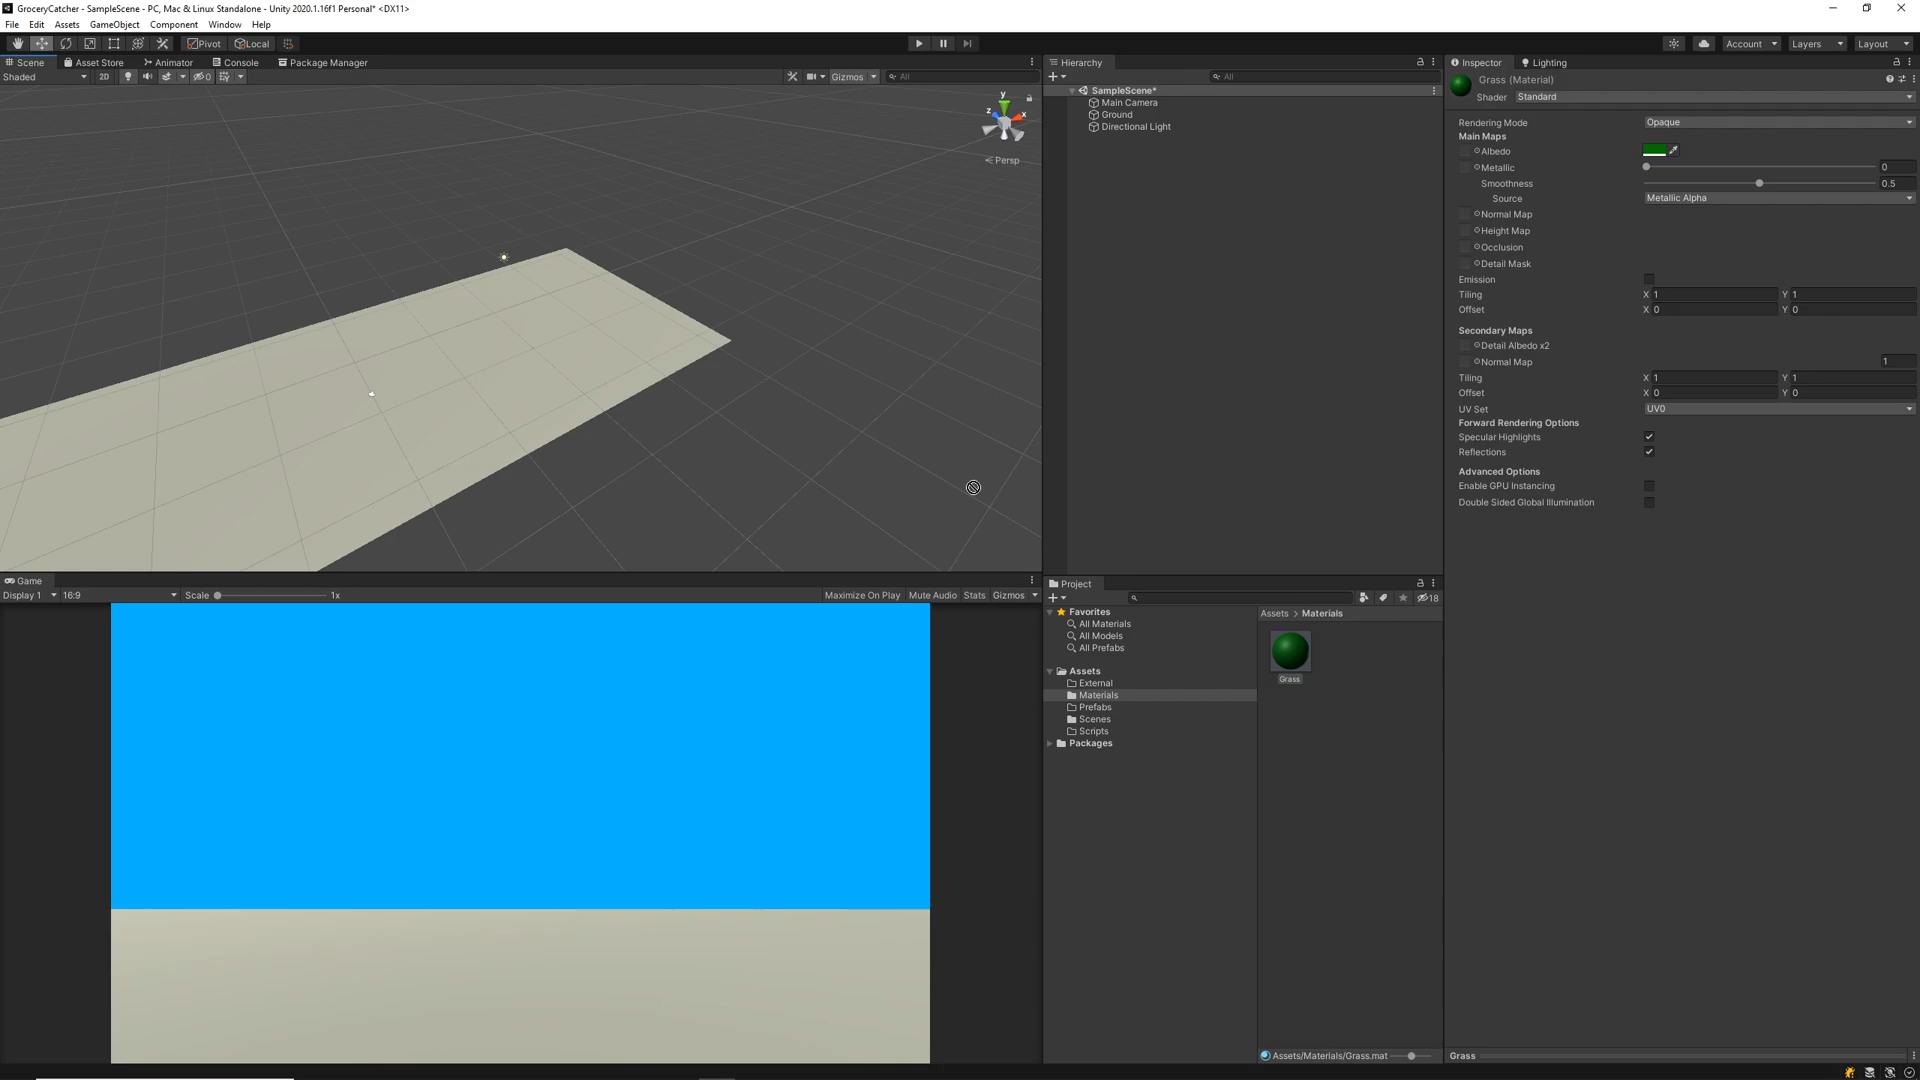 GroceryCatcher - SampleScene - PC, Mac & Linux Standalone - Unity 2020.1.16f1 Personal* <DX11>
File Edit Assets GameObject Component Window Help
Pivot Local Account Layers Layout
Scene Asset Store Animator Console Package Manager
Shaded 2D 0 Gizmos All
y
z x
Persp
Game
Display 1 16:9 Scale 1x Maximize On Play Mute Audio Stats Gizmos
Hierarchy
All
SampleScene*
Main Camera
Ground
Directional Light
Project
18
Favorites
All Materials
All Models
All Prefabs
Assets
External
Materials
Prefabs
Scenes
Scripts
Packages
Assets > Materials
Grass
Assets/Materials/Grass.mat
Inspector Lighting
Grass (Material)
Shader Standard
Rendering Mode Opaque
Main Maps
Albedo
Metallic 0
Smoothness 0.5
Source Metallic Alpha
Normal Map
Height Map
Occlusion
Detail Mask
Emission
Tiling X 1 Y 1
Offset X 0 Y 0
Secondary Maps
Detail Albedo x2
Normal Map 1
Tiling X 1 Y 1
Offset X 0 Y 0
UV Set UV0
Forward Rendering Options
Specular Highlights
Reflections
Advanced Options
Enable GPU Instancing
Double Sided Global Illumination
Grass